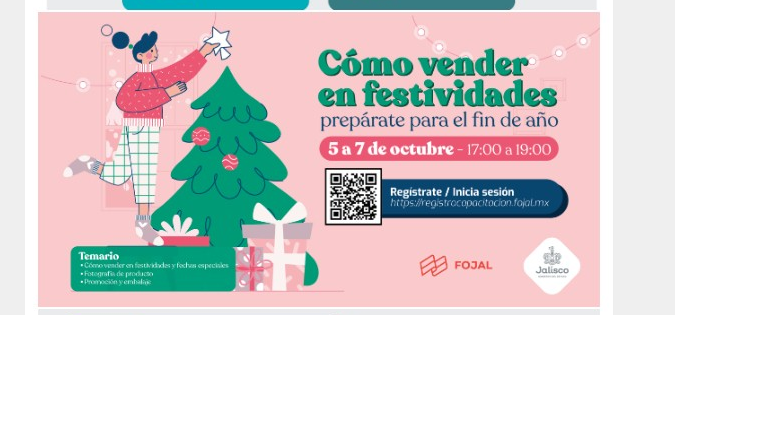 Cómo vender
en festividades
prepárate para el fin de año
5 a 7 de octubre - 17:00 a 19:00
Regístrate / Inicia sesión
https://registracapacitacion.fojal.mx
Temario
• Cómo vender en festividades y fechas especiales
• Fotografía de producto
• Promoción y embalaje
FOJAL
Jalisco